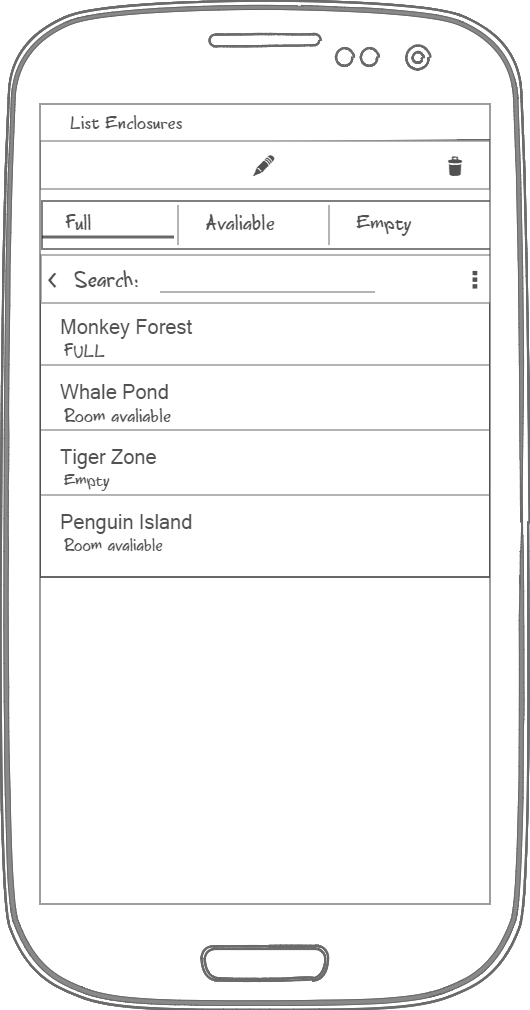 List Enclosures
Full Avaliable Empty
Search:
Monkey Forest
FULL
Whale Pond
Room avaliable
Tiger Zone
Empty
Penguin Island
Room avaliable